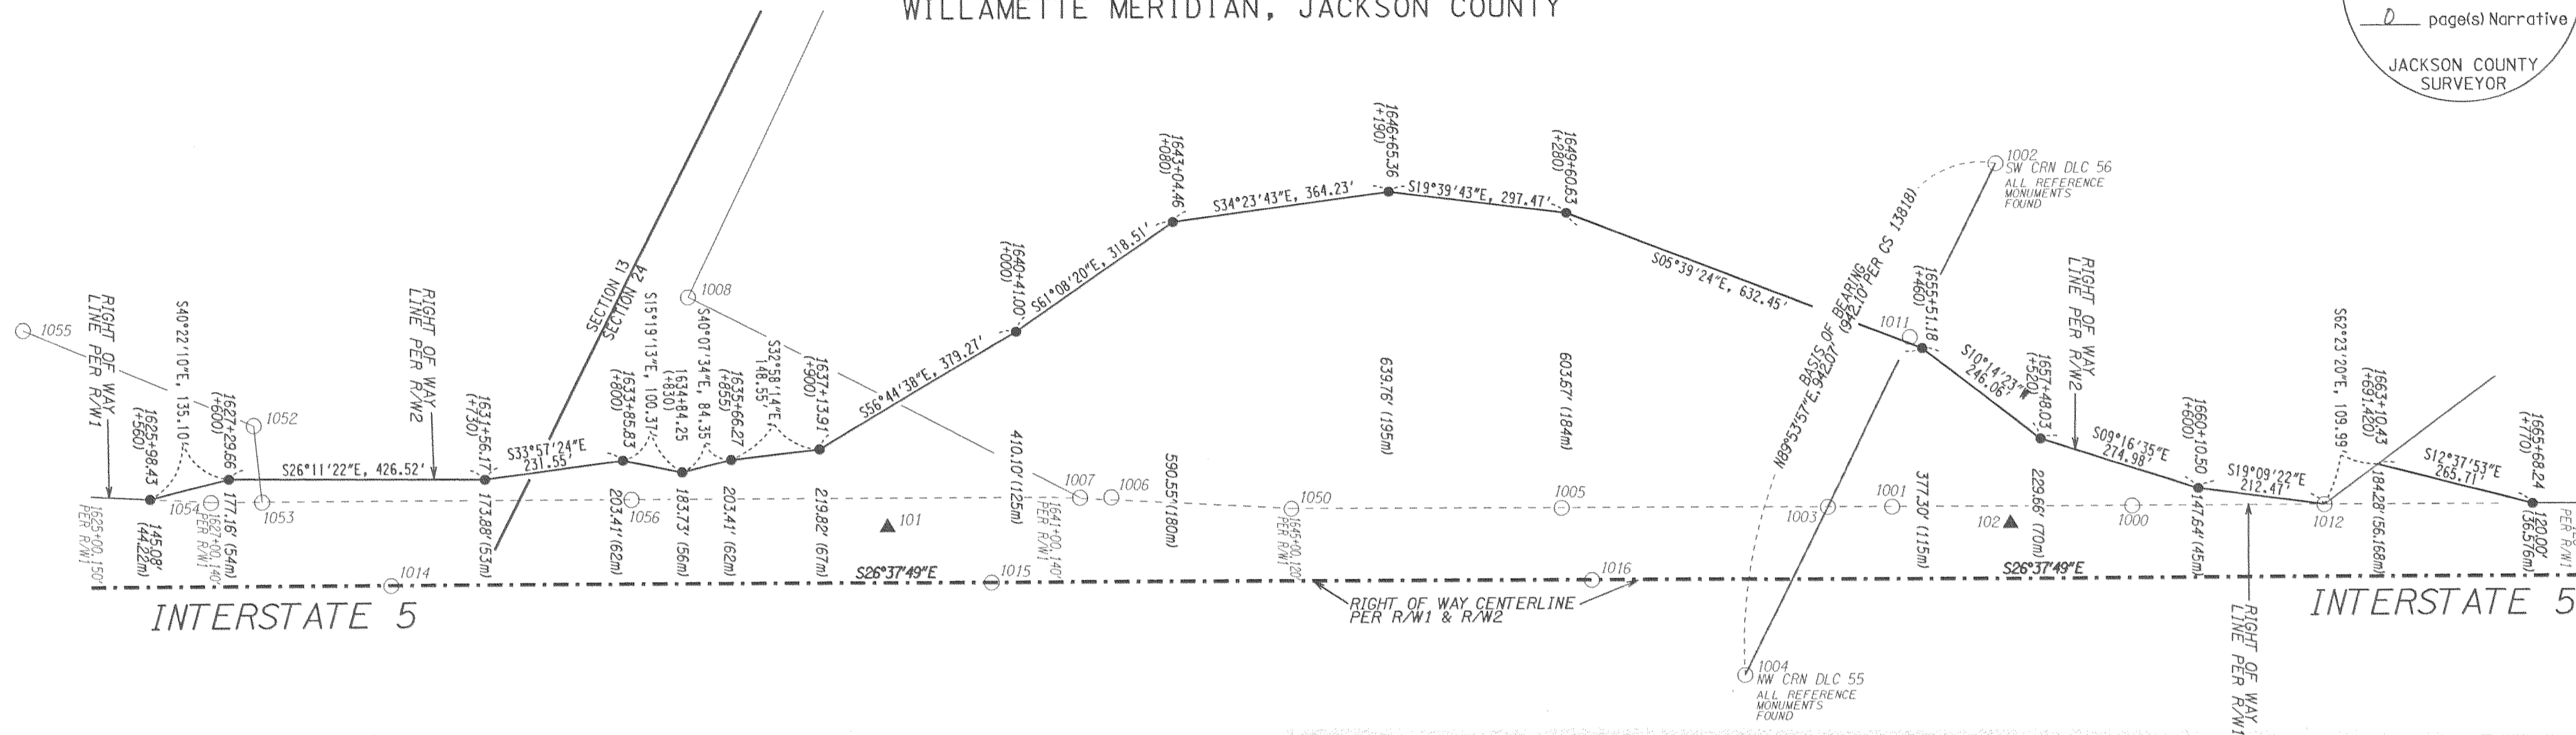 WILLAMETTE MERIDIAN, JACKSON COUNTY
0 page(s) Narrative
JACKSON COUNTY
SURVEYOR
1055
RIGHT OF WAY
LINE PER R/W1
1625+00,150'
PER R/W1
1625+98.43
(+560)
145.08'
(44.22m)
S40°22'10"E, 135.10'
1627+29.66
(+600)
177.16' (54m)
1054
1627+00,140'
PER R/W1
1052
1053
S26°11'22"E, 426.52'
1014
RIGHT OF WAY
LINE PER R/W2
1631+56.17
(+730)
173.88' (53m)
S33°57'24"E
231.55'
SECTION 13
SECTION 24
1633+85.83
(+800)
203.41' (62m)
1056
S15°19'13"E, 100.37'
1634+84.25
(+830)
183.73' (56m)
1008
S40°07'34"E, 84.35'
1635+66.27
(+855)
203.41' (62m)
S32°58'14"E
148.55'
1637+13.91
(+900)
219.82' (67m)
101
S26°37'49"E
S56°44'38"E, 379.27'
1640+41.00
(+000)
410.10' (125m)
1015
1641+00,140'
PER R/W1
1007
1006
S61°08'20"E, 318.51'
1643+04.46
(+080)
590.55' (180m)
S34°23'43"E, 364.23'
1050
1645+00,120'
PER R/W1
1646+65.36
(+190)
639.76' (195m)
S19°39'43"E, 297.47'
1649+60.63
(+280)
603.67' (184m)
1005
1016
RIGHT OF WAY CENTERLINE
PER R/W1 & R/W2
S05°39'24"E, 632.45'
BASIS OF BEARING
N89°53'57"E, 942.07' (942.10' PER CS 13818)
1002
SW CRN DLC 56
ALL REFERENCE
MONUMENTS
FOUND
1004
NW CRN DLC 55
ALL REFERENCE
MONUMENTS
FOUND
1003
1001
1011
1655+51.18
(+460)
377.30' (115m)
S10°14'23"W
246.06'
102
1657+48.03
(+520)
229.66' (70m)
S26°37'49"E
RIGHT OF WAY
LINE PER R/W2
S09°16'35"E
274.98'
1000
1660+10.50
(+600)
147.64' (45m)
S19°09'22"E
212.47'
RIGHT OF WAY
LINE PER R/W1
1012
S62°23'20"E, 109.99'
1663+10.43
(+691.420)
184.28' (56.168m)
S12°37'53"E
265.71'
1665+68.24
(+770)
120.00'
(36.576m)
PER R/W1
INTERSTATE 5
INTERSTATE 5